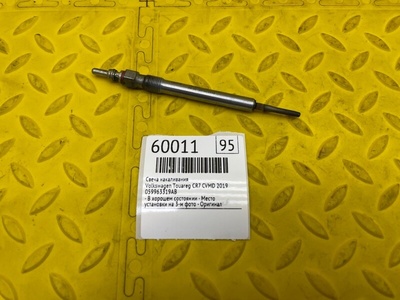 60011 95
Свеча накаливания
Volkswagen Touareg CR7 CVMD 2019
059963319AB
- В хорошем состоянии - Место
установки на 3-м фото - Оригинал